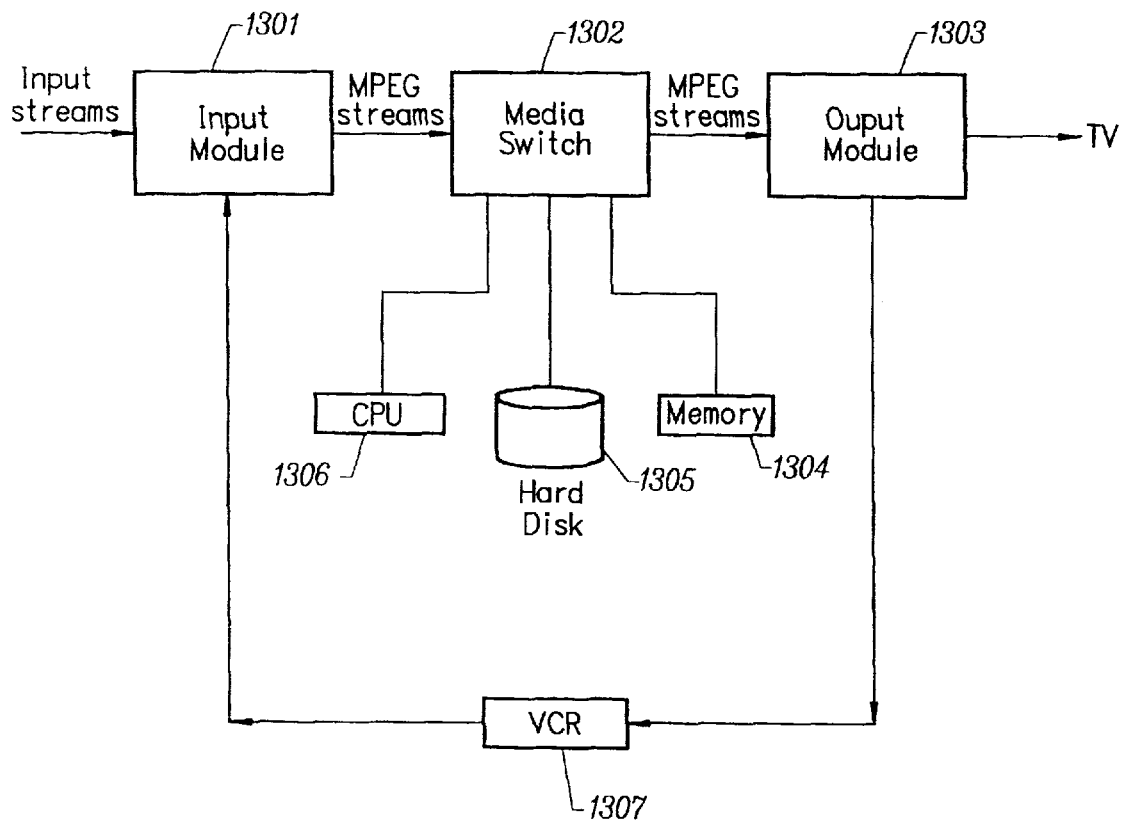 1301
1302
1303
Input
streams
Input
Module
MPEG
streams
Media
Switch
MPEG
streams
Ouput
Module
TV
CPU
1306
Hard
Disk
1305
Memory
1304
VCR
1307